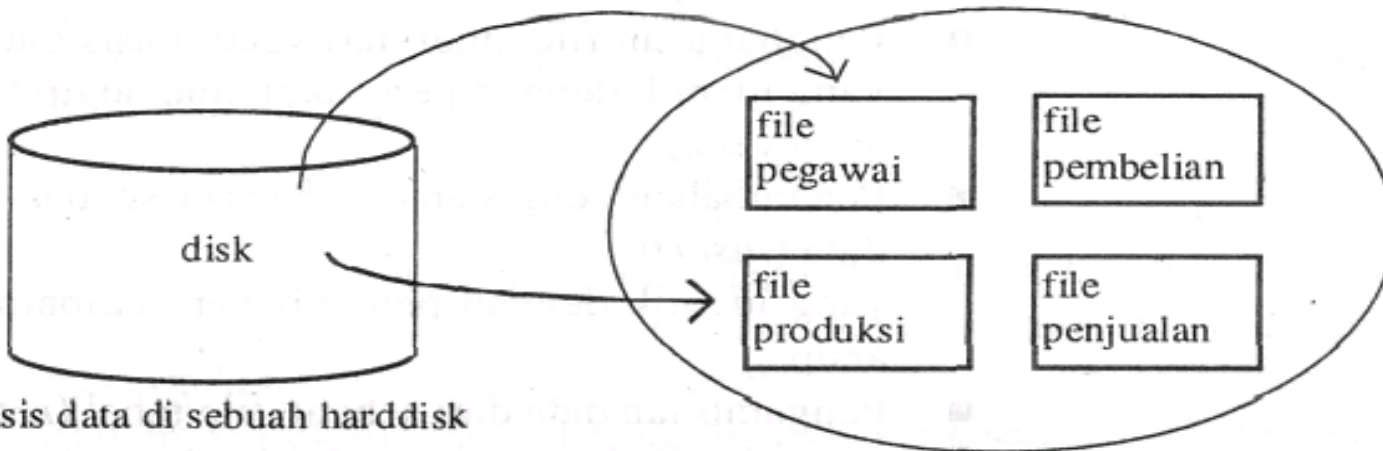 file
pegawai
file
pembelian
disk
file
produksi
file
penjualan
sis data di sebuah harddisk